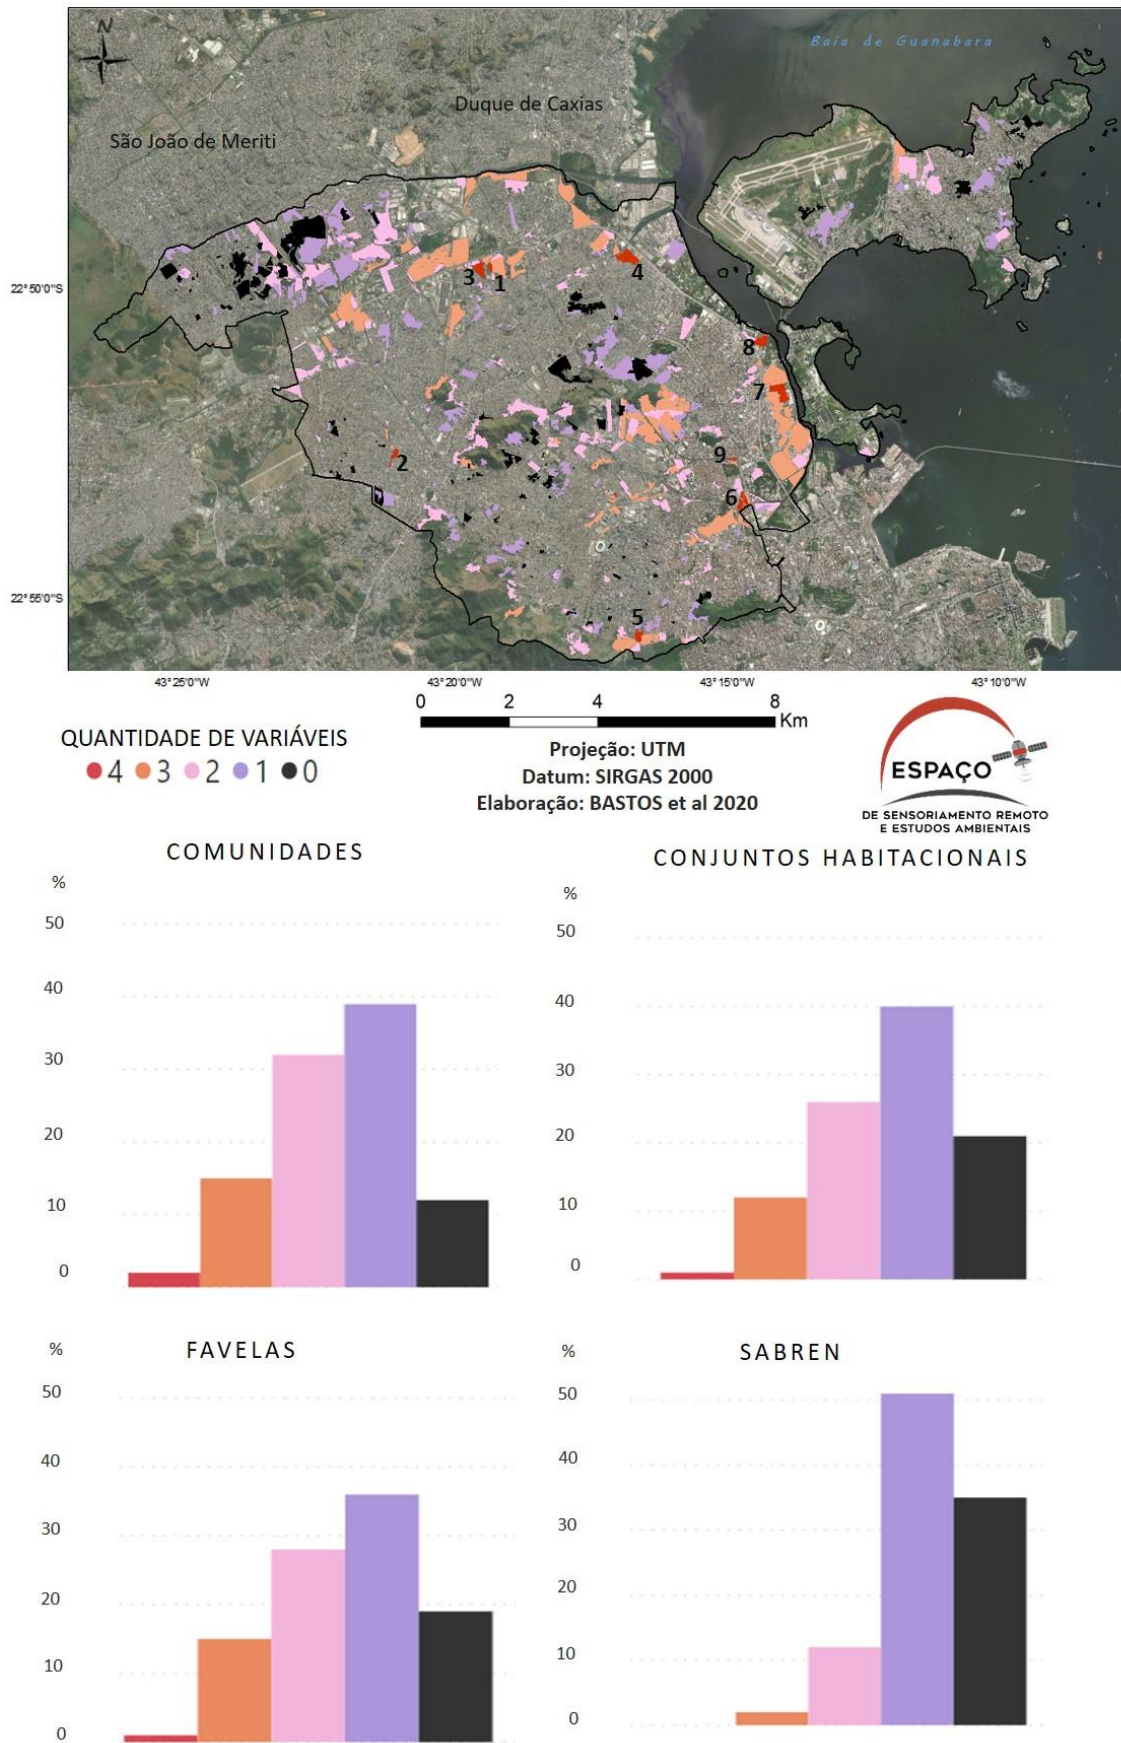 N
Baía de Guanabara
Duque de Caxias
São João de Meriti
3
1
4
22°50'0"S
8
7
2
9
6
22°55'0"S
5
43°25'0"W
43°20'0"W
43°15'0"W
43°10'0"W
0 2 4 8
Km
QUANTIDADE DE VARIÁVEIS
4 3 2 1 0
Projeção: UTM
Datum: SIRGAS 2000
Elaboração: BASTOS et al 2020
ESPAÇO
DE SENSORIAMENTO REMOTO
E ESTUDOS AMBIENTAIS
COMUNIDADES
%
50
40
30
20
10
0
CONJUNTOS HABITACIONAIS
%
50
40
30
20
10
0
FAVELAS
%
50
40
30
20
10
0
SABREN
%
50
40
30
20
10
0